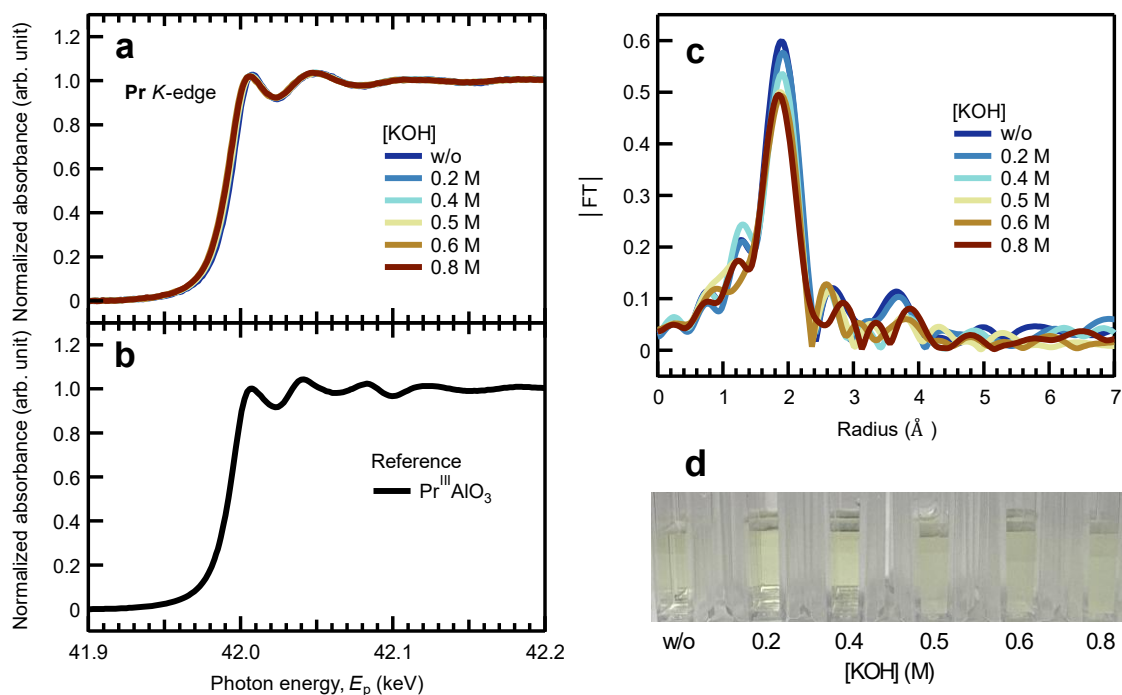 a
Normalized absorbance (arb. unit)
1.2
1.0
0.8
0.6
0.4
0.2
0
Pr K-edge
[KOH]
w/o
0.2 M
0.4 M
0.5 M
0.6 M
0.8 M
b
Normalized absorbance (arb. unit)
1.2
1.0
0.8
0.6
0.4
0.2
0
Reference
PrᴵᴵᴵAlO₃
41.9 42.0 42.1 42.2
Photon energy, Eₚ (keV)
c
|FT|
0.6
0.5
0.4
0.3
0.2
0.1
0
[KOH]
w/o
0.2 M
0.4 M
0.5 M
0.6 M
0.8 M
0 1 2 3 4 5 6 7
Radius (Å )
d
w/o 0.2 0.4 0.5 0.6 0.8
[KOH] (M)